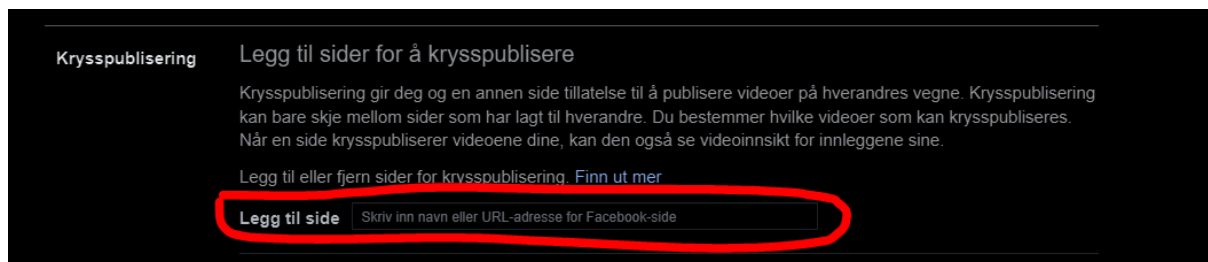 Krysspublisering
Legg til sider for å krysspublisere
Krysspublisering gir deg og en annen side tillatelse til å publisere videoer på hverandres vegne. Krysspublisering
kan bare skje mellom sider som har lagt til hverandre. Du bestemmer hvilke videoer som kan krysspubliseres.
Når en side krysspubliserer videoene dine, kan den også se videoinnsikt for innleggene sine.
Legg til eller fjern sider for krysspublisering. Finn ut mer
Legg til side Skriv inn navn eller URL-adresse for Facebook-side